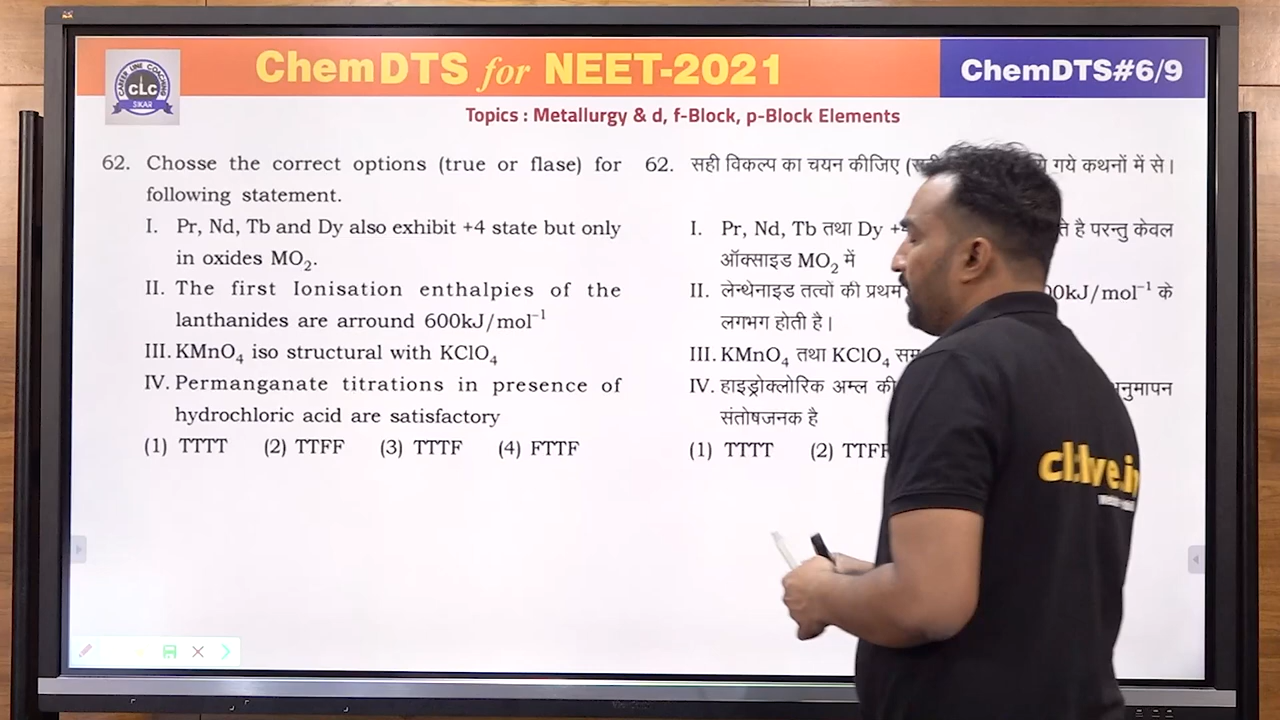 ChemDTS for NEET-2021
ChemDTS#6/9
CAREER LINE COACHING
CLC
SIKAR
Topics : Metallurgy & d, f-Block, p-Block Elements
62. Chosse the correct options (true or flase) for
following statement.
I. Pr, Nd, Tb and Dy also exhibit +4 state but only
in oxides MO₂.
II. The first Ionisation enthalpies of the
lanthanides are arround 600kJ/mol⁻¹
III. KMnO₄ iso structural with KClO₄
IV. Permanganate titrations in presence of
hydrochloric acid are satisfactory
(1) TTTT (2) TTFF (3) TTTF (4) FTTF
62. सही विकल्प का चयन कीजिए गये कथनों में से।
I. Pr, Nd, Tb तथा Dy है परन्तु केवल
ऑक्साइड MO₂ में
II. लेन्थेनाइड तत्वों की प्रथम 00kJ/mol⁻¹ के
लगभग होती है।
III. KMnO₄ तथा KClO₄
IV. हाइड्रोक्लोरिक अम्ल की
संतोषजनक है
(1) TTTT (2) TTFF